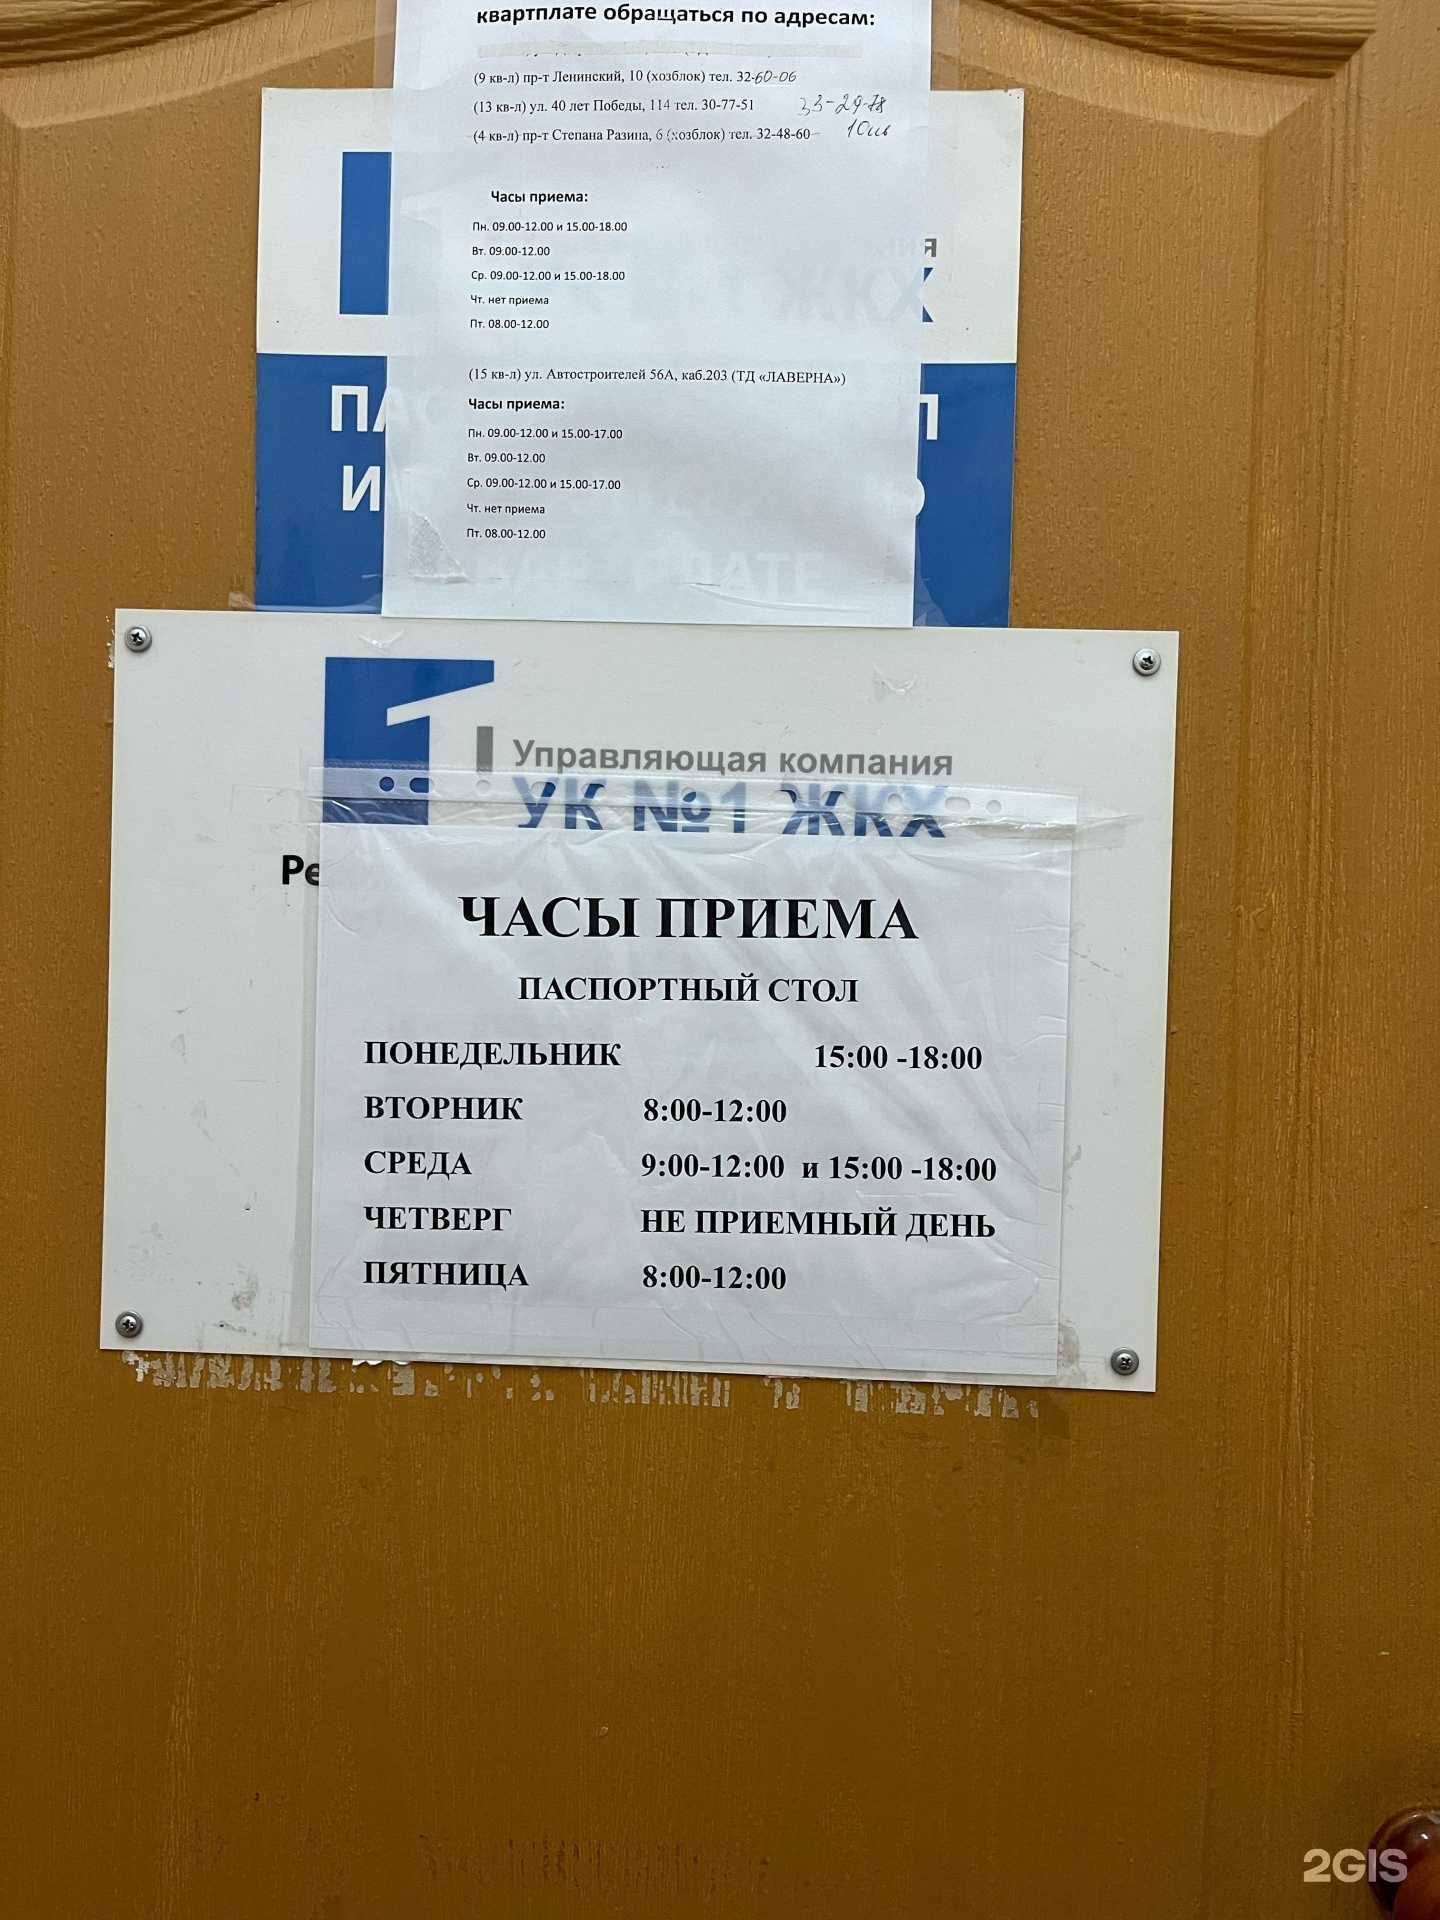 квартплате обращаться по адресам:
(9 кв-л) пр-т Ленинский, 10 (хозблок) тел. 32-60-06
(13 кв-л) ул. 40 лет Победы, 114 тел. 30-77-51 33-29-78
(4 кв-л) пр-т Степана Разина, 6 (хозблок) тел. 32-48-60
Часы приема:
Пн. 09.00-12.00 и 15.00-18.00
Вт. 09.00-12.00
Ср. 09.00-12.00 и 15.00-18.00
Чт. нет приема
Пт. 08.00-12.00
(15 кв-л) ул. Автостроителей 56А, каб.203 (ТД «ЛАВЕРНА»)
Часы приема:
Пн. 09.00-12.00 и 15.00-17.00
Вт. 09.00-12.00
Ср. 09.00-12.00 и 15.00-17.00
Чт. нет приема
Пт. 08.00-12.00
1 Управляющая компания
УК №1 ЖКХ
Ре
ЧАСЫ ПРИЕМА
ПАСПОРТНЫЙ СТОЛ
ПОНЕДЕЛЬНИК 15:00 -18:00
ВТОРНИК 8:00-12:00
СРЕДА 9:00-12:00 и 15:00 -18:00
ЧЕТВЕРГ НЕ ПРИЕМНЫЙ ДЕНЬ
ПЯТНИЦА 8:00-12:00
2GIS